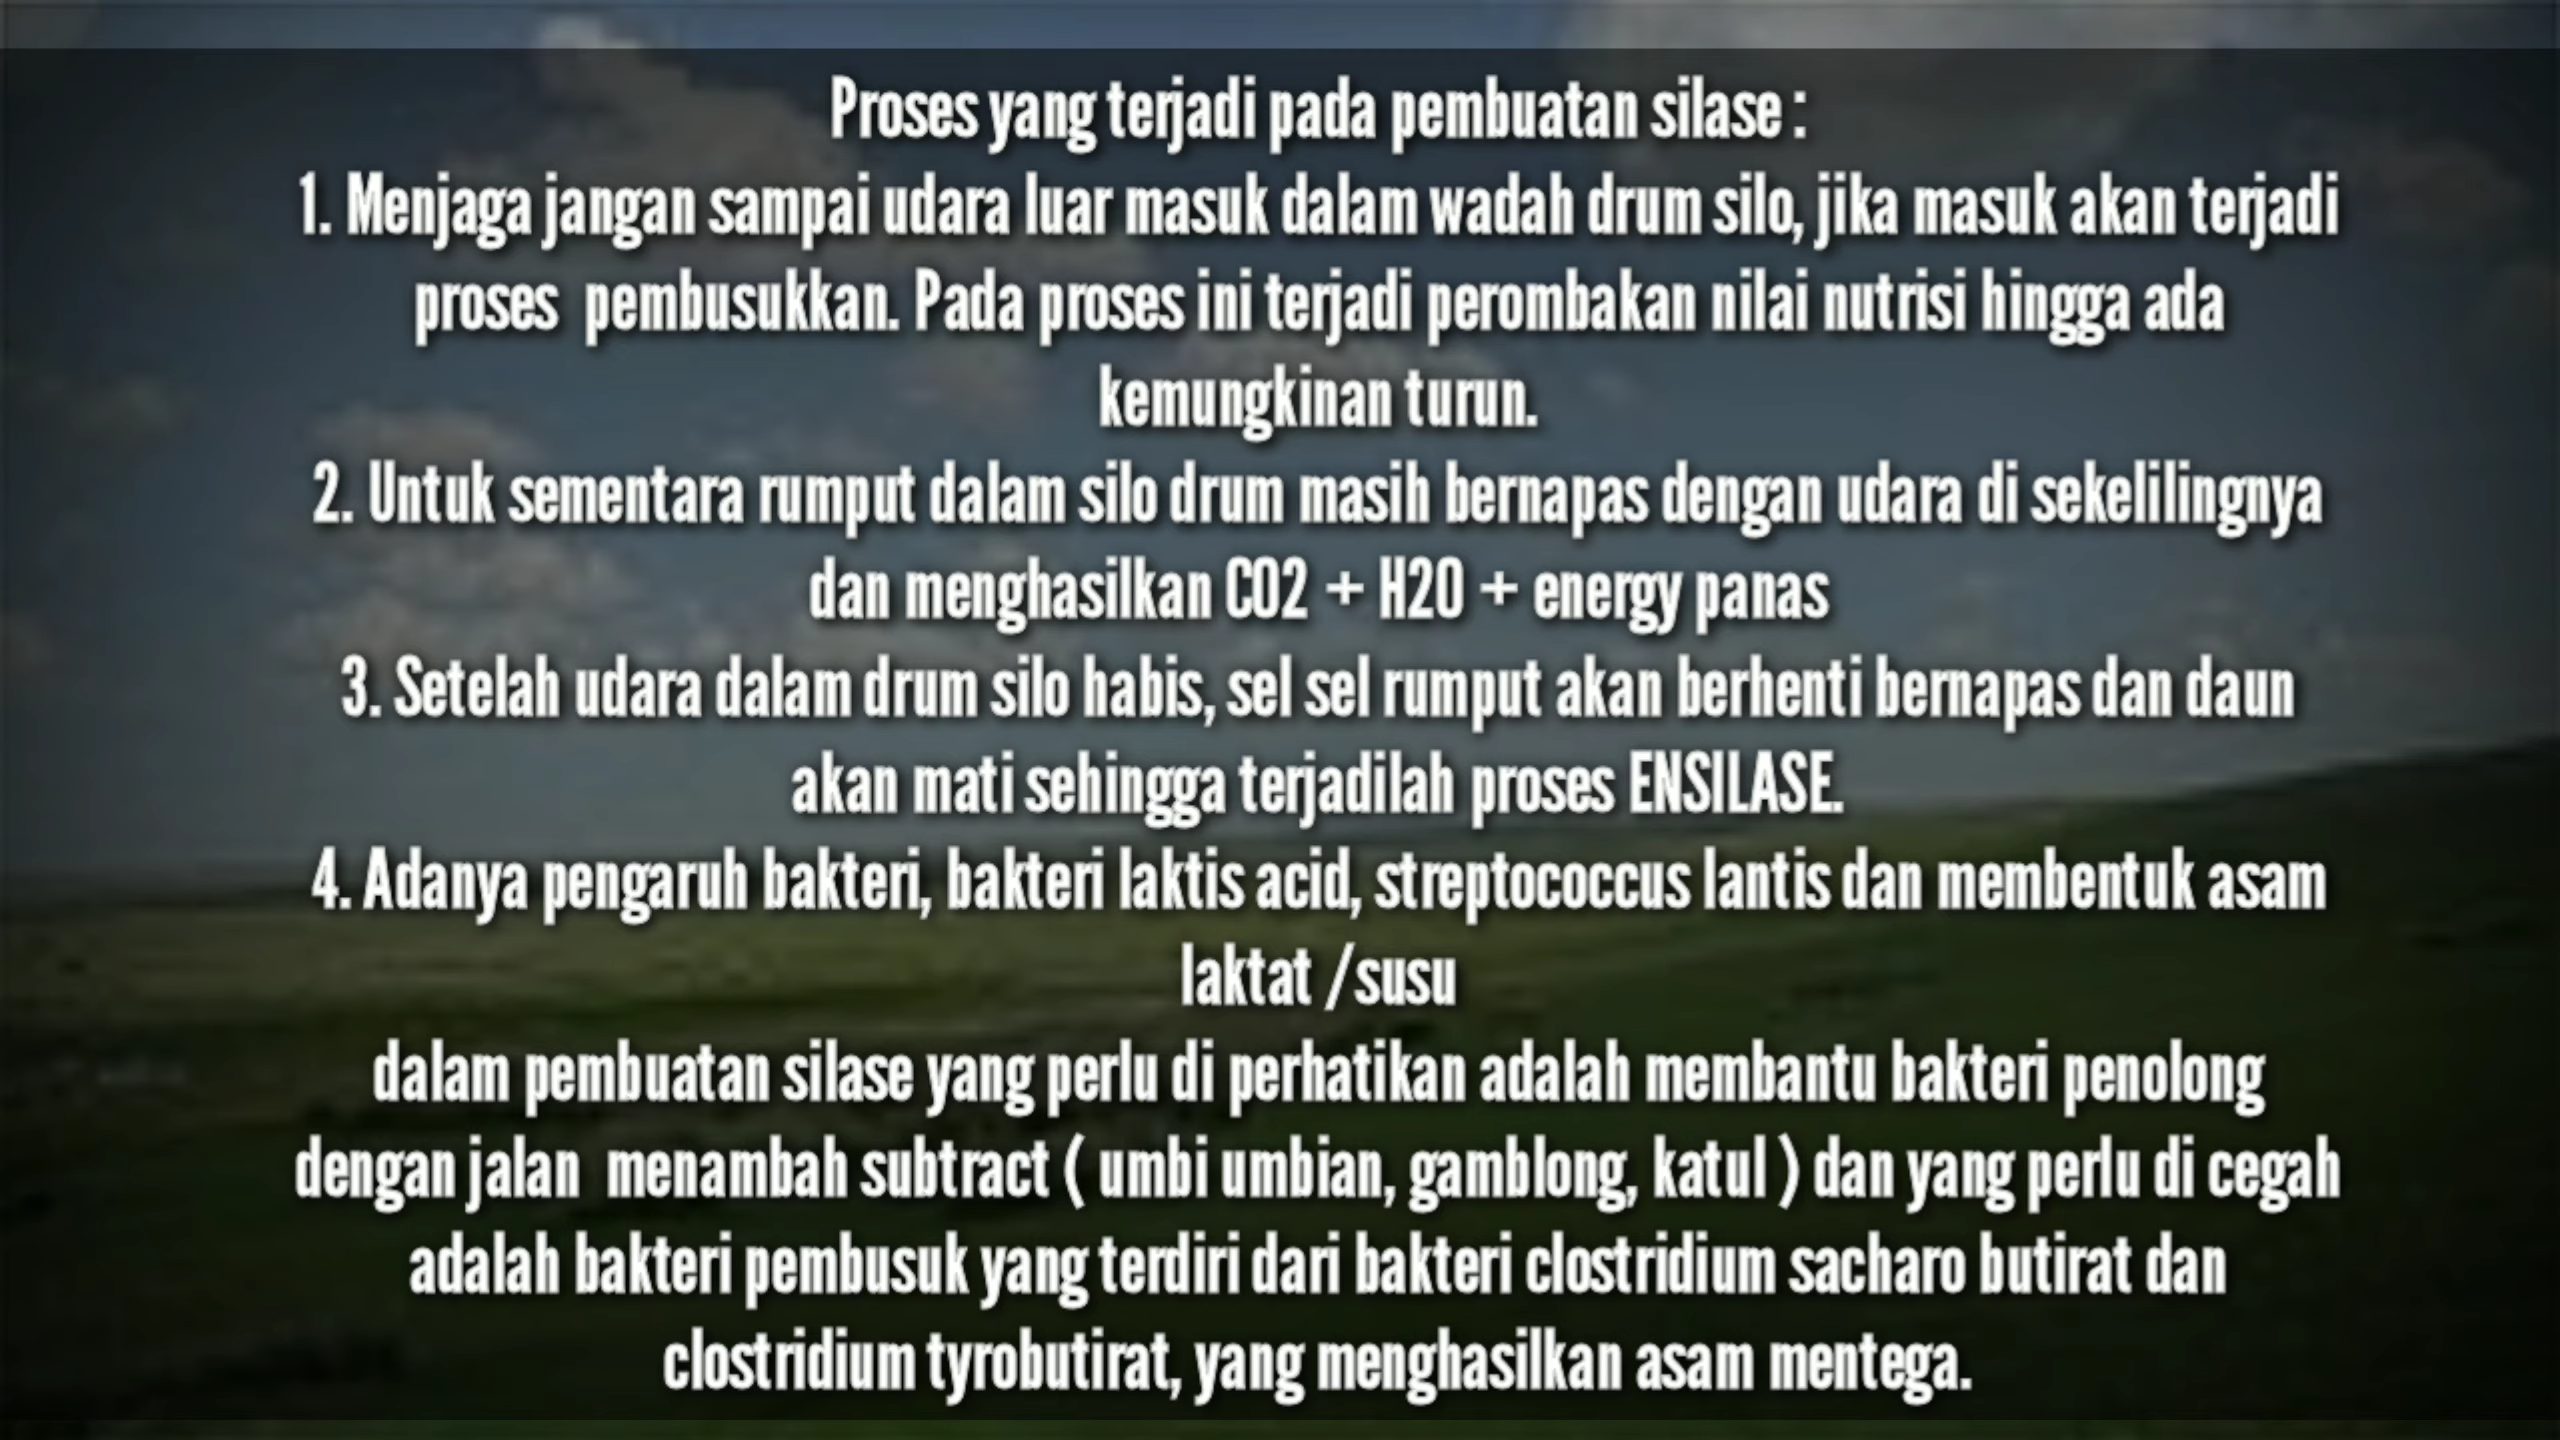 Proses yang terjadi pada pembuatan silase :
1. Menjaga jangan sampai udara luar masuk dalam wadah drum silo, jika masuk akan terjadi
proses pembusukkan. Pada proses ini terjadi perombakan nilai nutrisi hingga ada
kemungkinan turun.
2. Untuk sementara rumput dalam silo drum masih bernapas dengan udara di sekelilingnya
dan menghasilkan CO2 + H2O + energy panas
3. Setelah udara dalam drum silo habis, sel sel rumput akan berhenti bernapas dan daun
akan mati sehingga terjadilah proses ENSILASE.
4. Adanya pengaruh bakteri, bakteri laktis acid, streptococcus lantis dan membentuk asam
laktat /susu
dalam pembuatan silase yang perlu di perhatikan adalah membantu bakteri penolong
dengan jalan menambah subtract ( umbi umbian, gamblong, katul ) dan yang perlu di cegah
adalah bakteri pembusuk yang terdiri dari bakteri clostridium sacharo butirat dan
clostridium tyrobutirat, yang menghasilkan asam mentega.